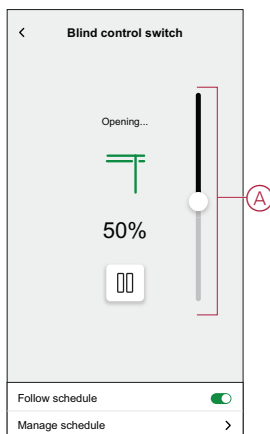 Blind control switch
Opening...
A
50%
Follow schedule
Manage schedule